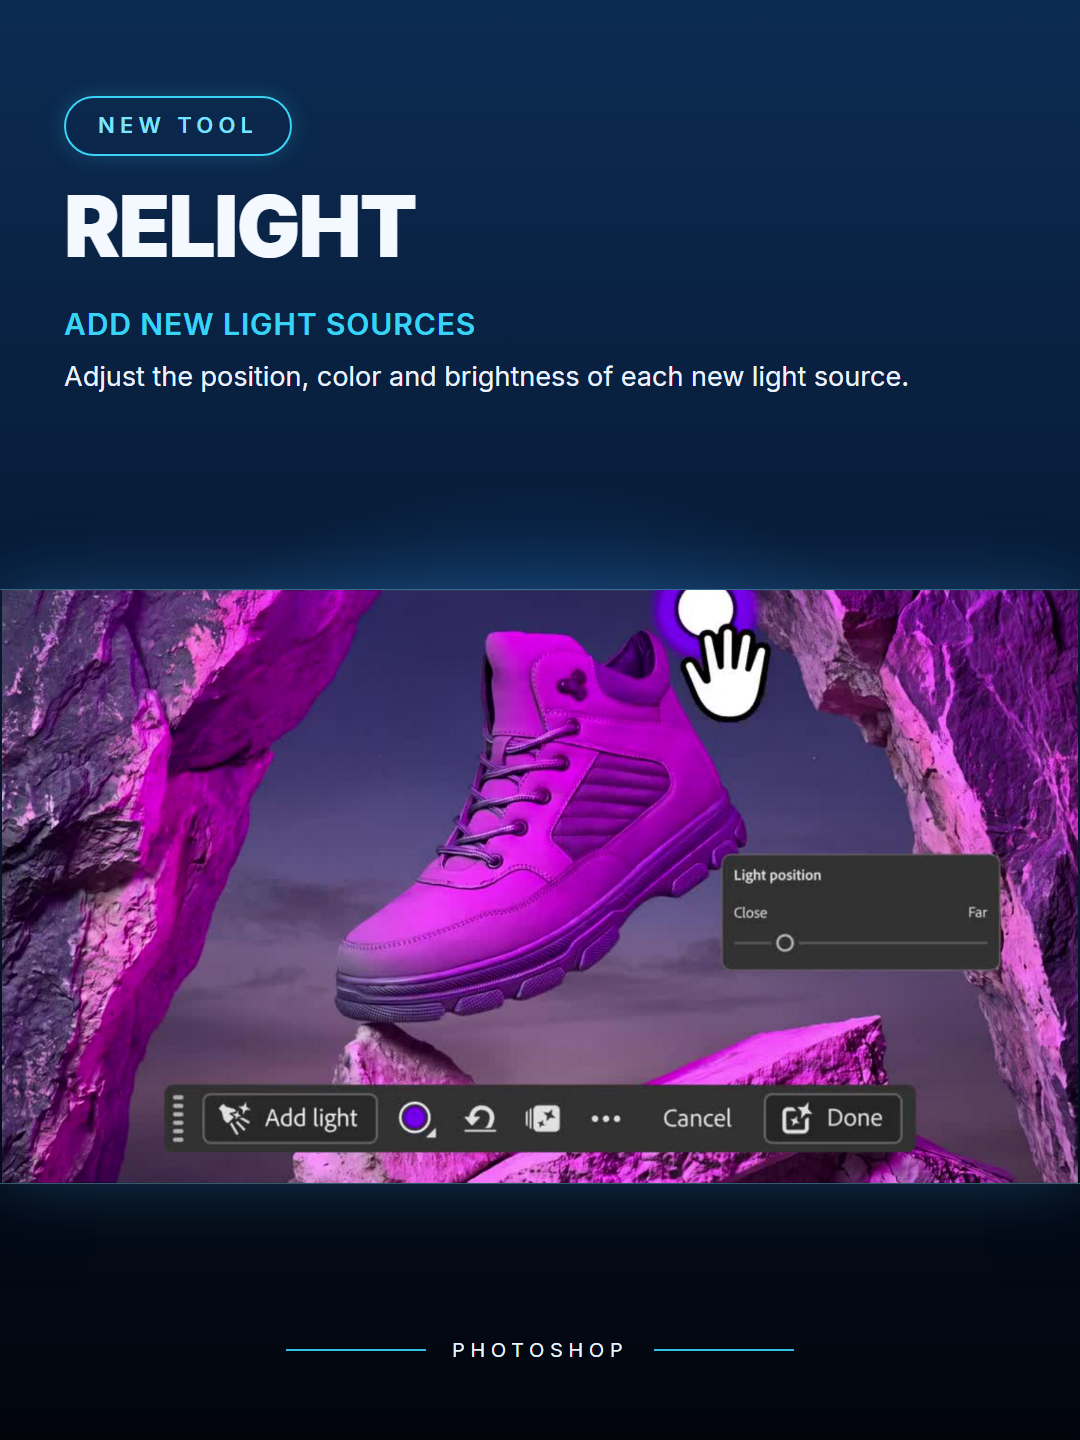 NEW TOOL
RELIGHT
ADD NEW LIGHT SOURCES
Adjust the position, color and brightness of each new light source.
Light position
Close Far
Add light Cancel Done
PHOTOSHOP